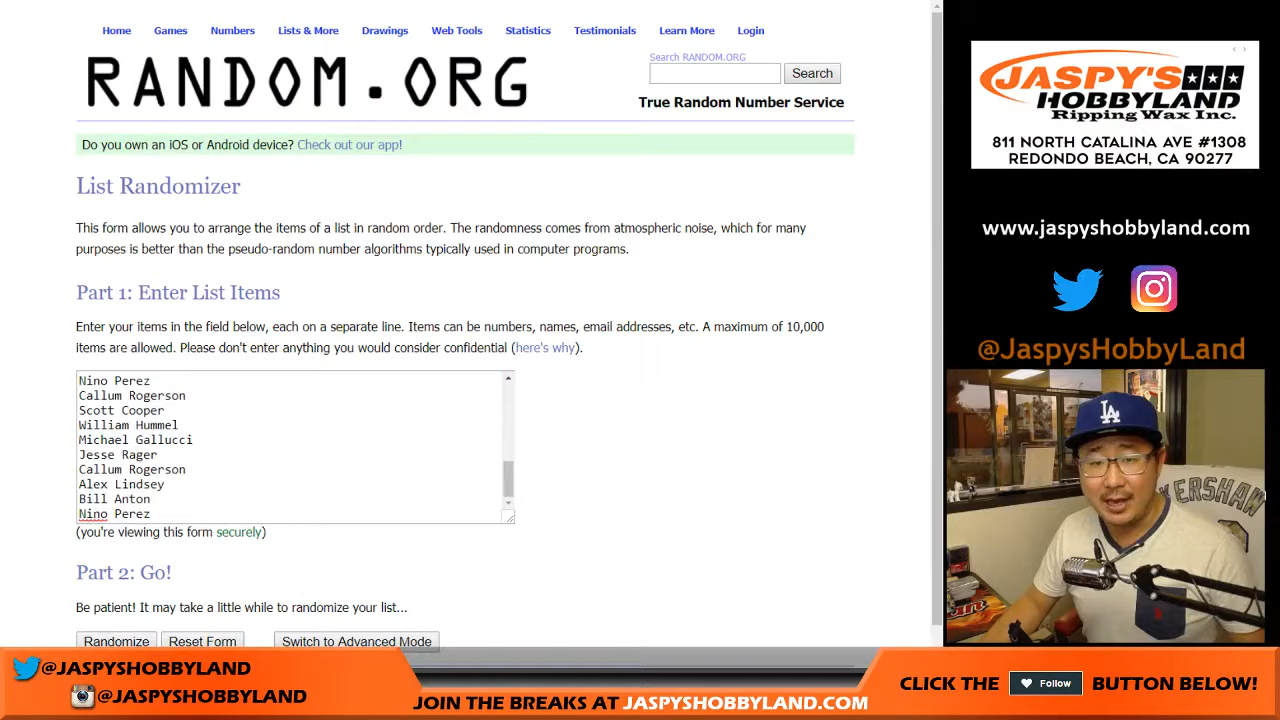 Home Games Numbers Lists & More Drawings Web Tools Statistics Testimonials Learn More Login
RANDOM.ORG
Search RANDOM.ORG
Search
True Random Number Service
Do you own an iOS or Android device? Check out our app!
List Randomizer
This form allows you to arrange the items of a list in random order. The randomness comes from atmospheric noise, which for many
purposes is better than the pseudo-random number algorithms typically used in computer programs.
Part 1: Enter List Items
Enter your items in the field below, each on a separate line. Items can be numbers, names, email addresses, etc. A maximum of 10,000
items are allowed. Please don't enter anything you would consider confidential (here's why).
Nino Perez
Callum Rogerson
Scott Cooper
William Hummel
Michael Gallucci
Jesse Rager
Callum Rogerson
Alex Lindsey
Bill Anton
Nino Perez
(you're viewing this form securely)
Part 2: Go!
Be patient! It may take a little while to randomize your list...
Randomize Reset Form Switch to Advanced Mode
JASPY'S
HOBBYLAND
Ripping Wax Inc.
811 NORTH CATALINA AVE #1308
REDONDO BEACH, CA 90277
www.jaspyshobbyland.com
@JaspysHobbyLand
LA
KERSHAW
@JASPYSHOBBYLAND
@JASPYSHOBBYLAND
JOIN THE BREAKS AT JASPYSHOBBYLAND.COM
CLICK THE Follow BUTTON BELOW!